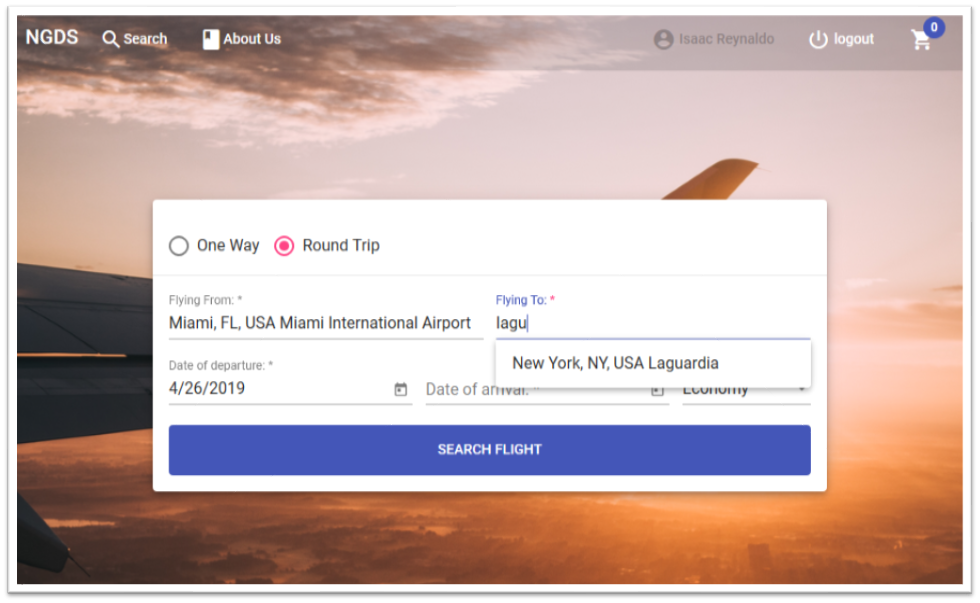 NGDS Search About Us Isaac Reynaldo logout 0
One Way Round Trip
Flying From: * Flying To: *
Miami, FL, USA Miami International Airport lagu
New York, NY, USA Laguardia
Date of departure: *
4/26/2019 Date of arrival: * Economy
SEARCH FLIGHT